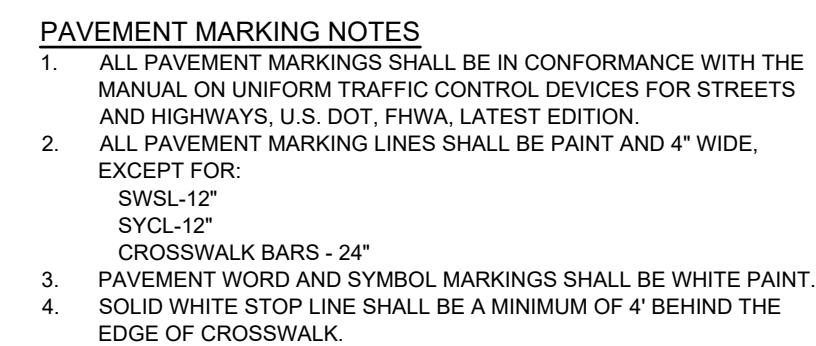 PAVEMENT MARKING NOTES
1. ALL PAVEMENT MARKINGS SHALL BE IN CONFORMANCE WITH THE
MANUAL ON UNIFORM TRAFFIC CONTROL DEVICES FOR STREETS
AND HIGHWAYS, U.S. DOT, FHWA, LATEST EDITION.
2. ALL PAVEMENT MARKING LINES SHALL BE PAINT AND 4" WIDE,
EXCEPT FOR:
SWSL-12"
SYCL-12"
CROSSWALK BARS - 24"
3. PAVEMENT WORD AND SYMBOL MARKINGS SHALL BE WHITE PAINT.
4. SOLID WHITE STOP LINE SHALL BE A MINIMUM OF 4' BEHIND THE
EDGE OF CROSSWALK.